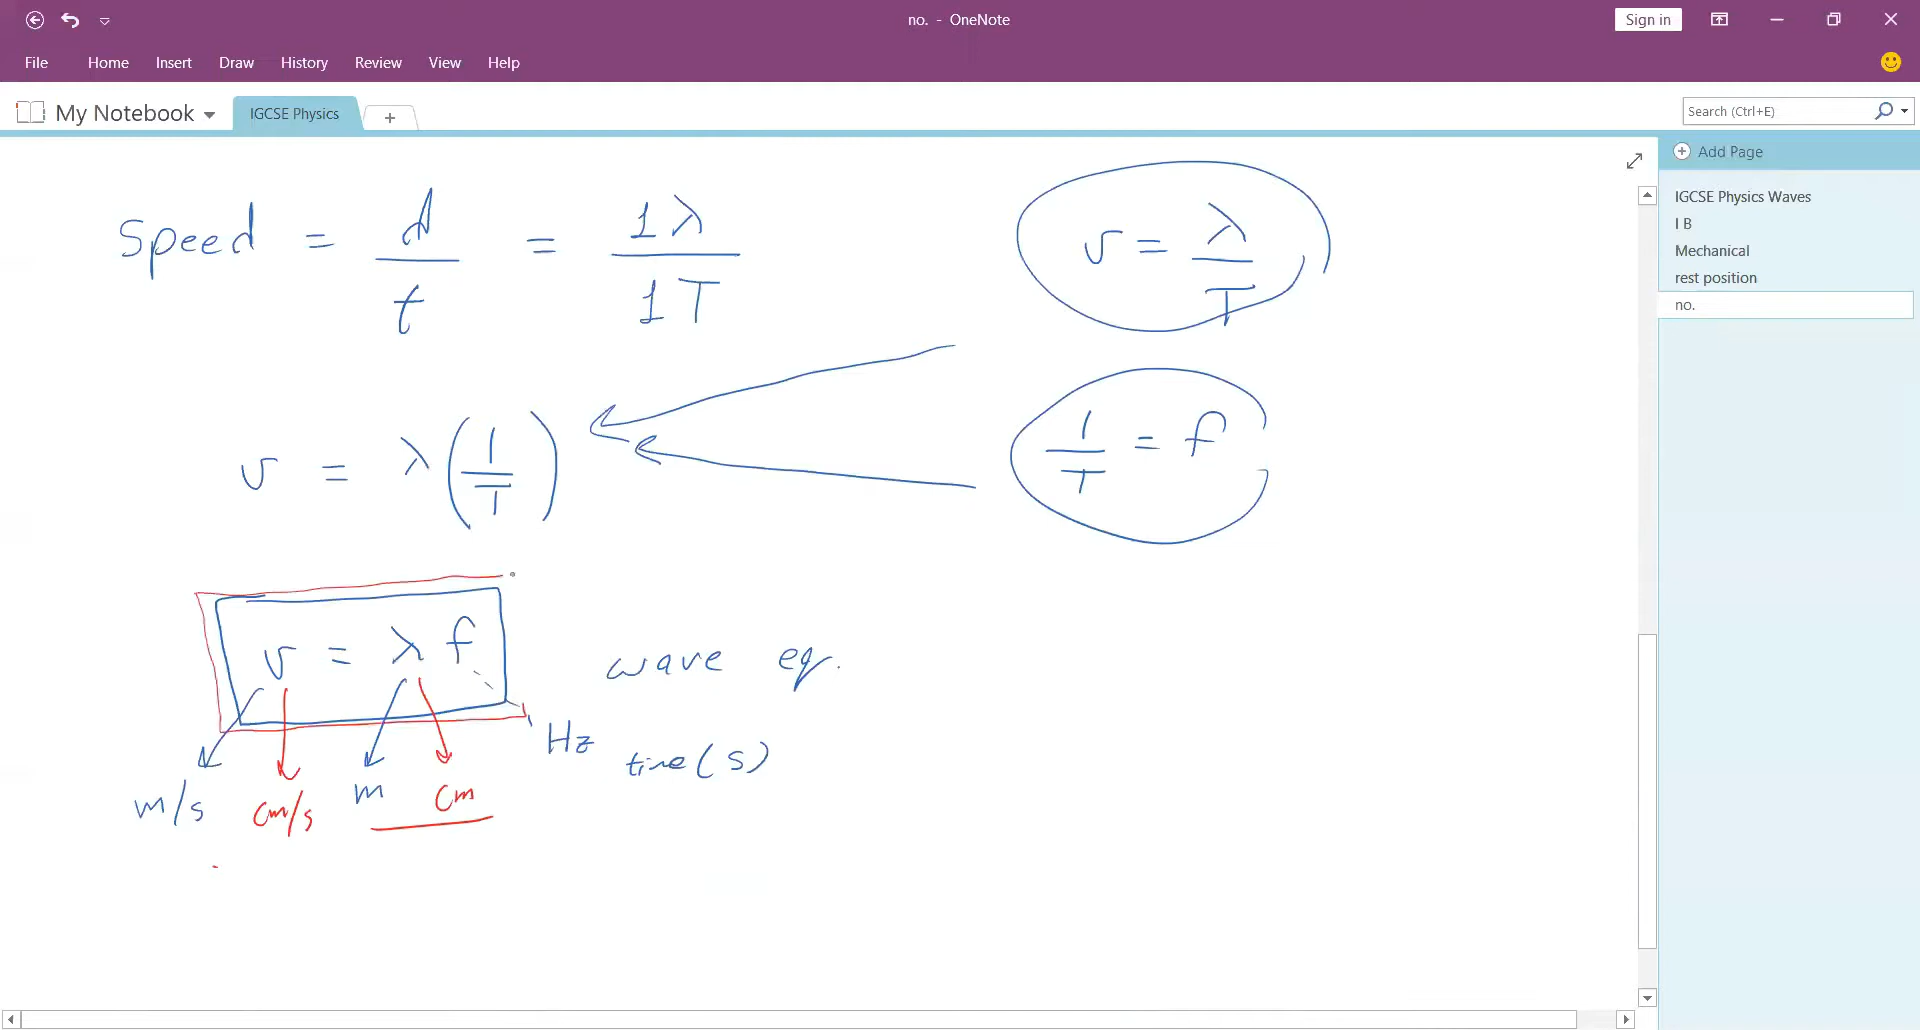 no. - OneNote
Sign in
File Home Insert Draw History Review View Help
My Notebook
IGCSE Physics
+
Search (Ctrl+E)
Add Page
IGCSE Physics Waves
I B
Mechanical
rest position
no.
Speed = d/t = 1λ/1T
v = λ/T
v = λ(1/T)
1/T = f
v = λ f
wave eq.
Hz
time(s)
m/s cm/s m cm